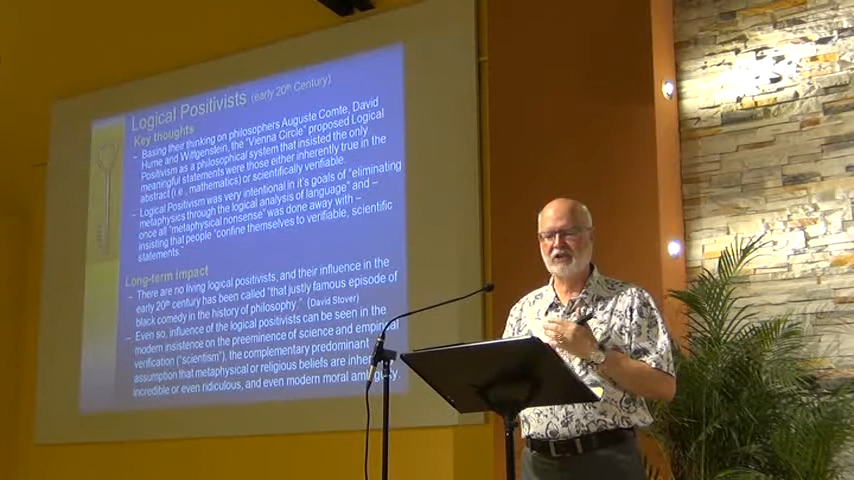 Logical Positivists (early 20th Century)
Key thoughts
– Basing their thinking on philosophers Auguste Comte, David
Hume and Wittgenstein, the "Vienna Circle" proposed Logical
Positivism as a philosophical system that insisted the only
meaningful statements were those either inherently true in the
abstract (i.e., mathematics) or scientifically verifiable.
– Logical Positivism was very intentional in it's goals of "eliminating
metaphysics through the logical analysis of language" and –
once all "metaphysical nonsense" was done away with –
insisting that people "confine themselves to verifiable, scientific
statements."
Long-term impact
– There are no living logical positivists, and their influence in the
early 20th century has been called "that justly famous episode of
black comedy in the history of philosophy." (David Stover)
– Even so, influence of the logical positivists can be seen in the
modern insistence on the preeminence of science and empirical
verification ("scientism"), the complementary predominant
assumption that metaphysical or religious beliefs are
incredible or even ridiculous, and even modern moral